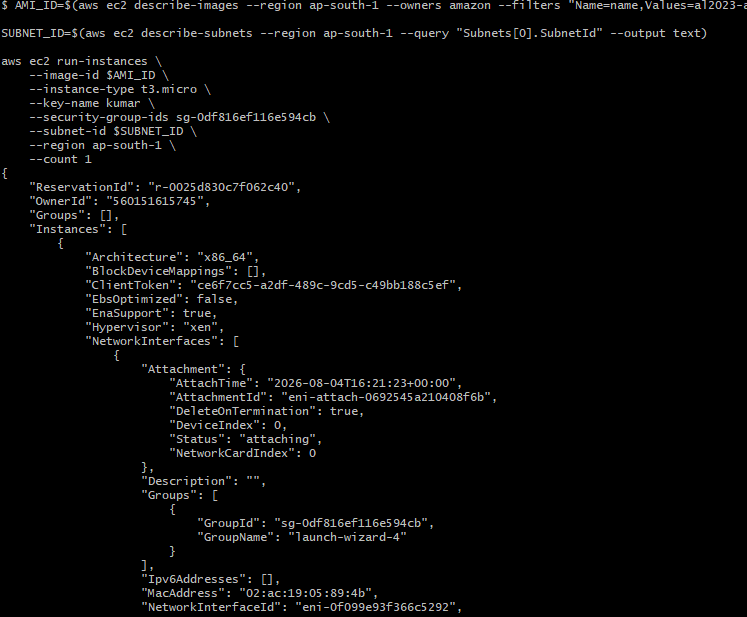 $ AMI_ID=$(aws ec2 describe-images --region ap-south-1 --owners amazon --filters "Name=name,Values=al2023-a
SUBNET_ID=$(aws ec2 describe-subnets --region ap-south-1 --query "Subnets[0].SubnetId" --output text)
aws ec2 run-instances \
    --image-id $AMI_ID \
    --instance-type t3.micro \
    --key-name kumar \
    --security-group-ids sg-0df816ef116e594cb \
    --subnet-id $SUBNET_ID \
    --region ap-south-1 \
    --count 1
{
    "ReservationId": "r-0025d830c7f062c40",
    "OwnerId": "560151615745",
    "Groups": [],
    "Instances": [
        {
            "Architecture": "x86_64",
            "BlockDeviceMappings": [],
            "ClientToken": "ce6f7cc5-a2df-489c-9cd5-c49bb188c5ef",
            "EbsOptimized": false,
            "EnaSupport": true,
            "Hypervisor": "xen",
            "NetworkInterfaces": [
                {
                    "Attachment": {
                        "AttachTime": "2026-08-04T16:21:23+00:00",
                        "AttachmentId": "eni-attach-0692545a210408f6b",
                        "DeleteOnTermination": true,
                        "DeviceIndex": 0,
                        "Status": "attaching",
                        "NetworkCardIndex": 0
                    },
                    "Description": "",
                    "Groups": [
                        {
                            "GroupId": "sg-0df816ef116e594cb",
                            "GroupName": "launch-wizard-4"
                        }
                    ],
                    "Ipv6Addresses": [],
                    "MacAddress": "02:ac:19:05:89:4b",
                    "NetworkInterfaceId": "eni-0f099e93f366c5292",